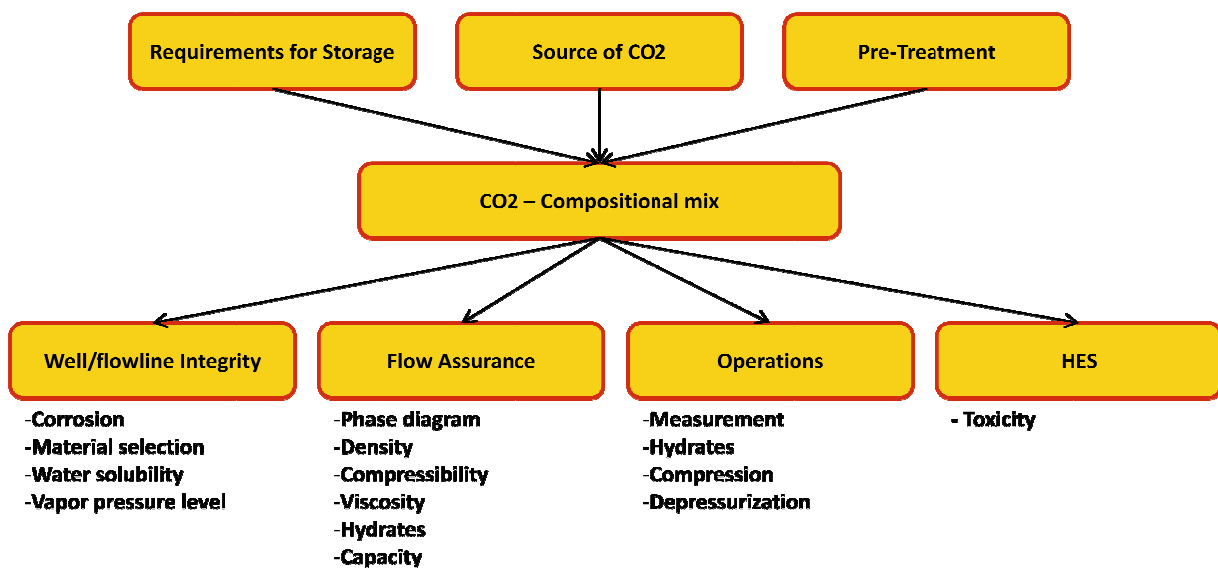 Requirements for Storage
Source of CO2
Pre-Treatment
CO2 – Compositional mix
Well/flowline Integrity
Flow Assurance
Operations
HES
-Corrosion
-Material selection
-Water solubility
-Vapor pressure level
-Phase diagram
-Density
-Compressibility
-Viscosity
-Hydrates
-Capacity
-Measurement
-Hydrates
-Compression
-Depressurization
- Toxicity